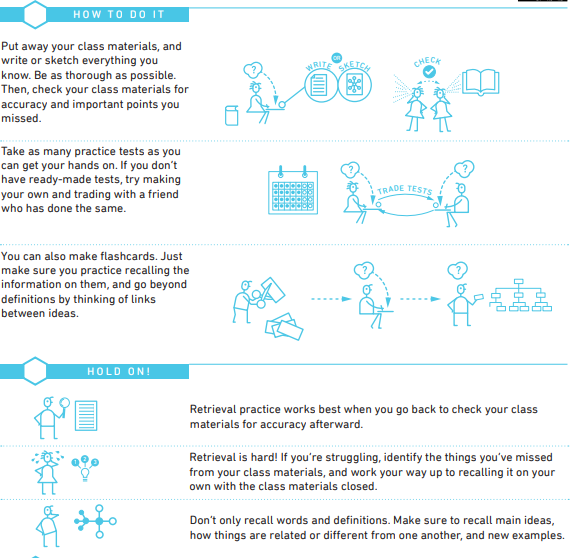 HOW TO DO IT
Put away your class materials, and
write or sketch everything you
know. Be as thorough as possible.
Then, check your class materials for
accuracy and important points you
missed.
?
WRITE
OR
SKETCH
CHECK
Take as many practice tests as you
can get your hands on. If you don't
have ready-made tests, try making
your own and trading with a friend
who has done the same.
?
TRADE TESTS
?
You can also make flashcards. Just
make sure you practice recalling the
information on them, and go beyond
definitions by thinking of links
between ideas.
?
?
HOLD ON!
Retrieval practice works best when you go back to check your class
materials for accuracy afterward.
1 2 3
Retrieval is hard! If you're struggling, identify the things you've missed
from your class materials, and work your way up to recalling it on your
own with the class materials closed.
Don't only recall words and definitions. Make sure to recall main ideas,
how things are related or different from one another, and new examples.